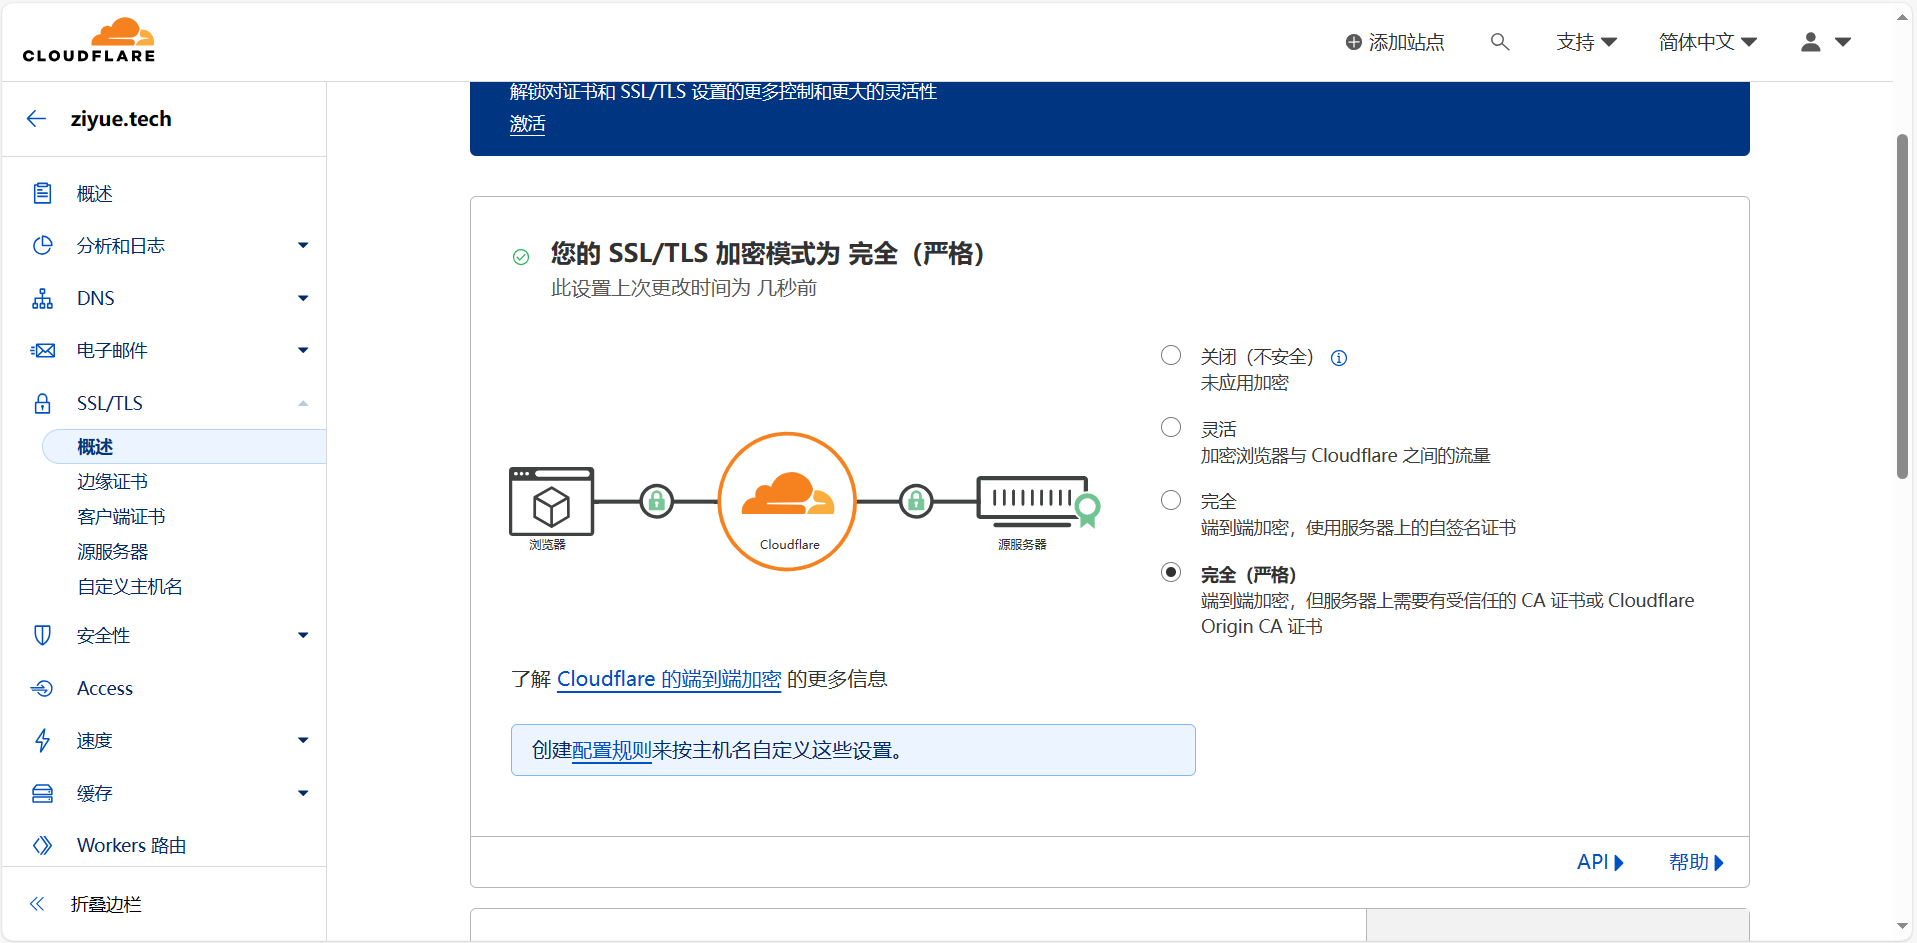 CLOUDFLARE
添加站点
支持
简体中文
ziyue.tech
概述
分析和日志
DNS
电子邮件
SSL/TLS
概述
边缘证书
客户端证书
源服务器
自定义主机名
安全性
Access
速度
缓存
Workers 路由
折叠边栏
解锁对证书和 SSL/TLS 设置的更多控制和更大的灵活性
激活
您的 SSL/TLS 加密模式为 完全（严格）
此设置上次更改时间为 几秒前
浏览器
Cloudflare
源服务器
关闭（不安全）
未应用加密
灵活
加密浏览器与 Cloudflare 之间的流量
完全
端到端加密，使用服务器上的自签名证书
完全（严格）
端到端加密，但服务器上需要有受信任的 CA 证书或 Cloudflare
Origin CA 证书
了解 Cloudflare 的端到端加密 的更多信息
创建配置规则来按主机名自定义这些设置。
API
帮助